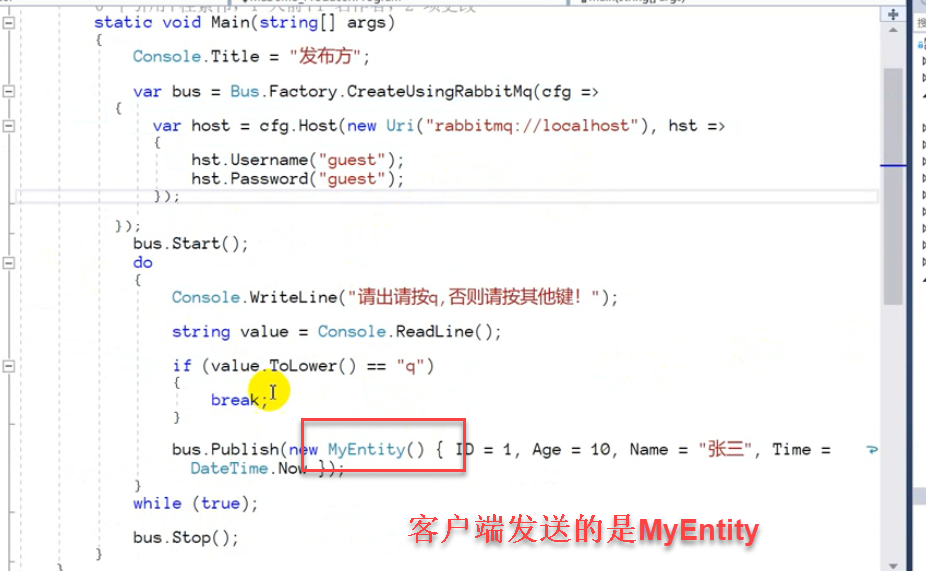 static void Main(string[] args)
{
Console.Title = "发布方";
var bus = Bus.Factory.CreateUsingRabbitMq(cfg =>
{
var host = cfg.Host(new Uri("rabbitmq://localhost"), hst =>
{
hst.Username("guest");
hst.Password("guest");
});
});
bus.Start();
do
{
Console.WriteLine("请出请按q,否则请按其他键！");
string value = Console.ReadLine();
if (value.ToLower() == "q")
{
break;
}
bus.Publish(new MyEntity() { ID = 1, Age = 10, Name = "张三", Time =
DateTime.Now });
}
while (true);
客户端发送的是MyEntity
bus.Stop();
}
}